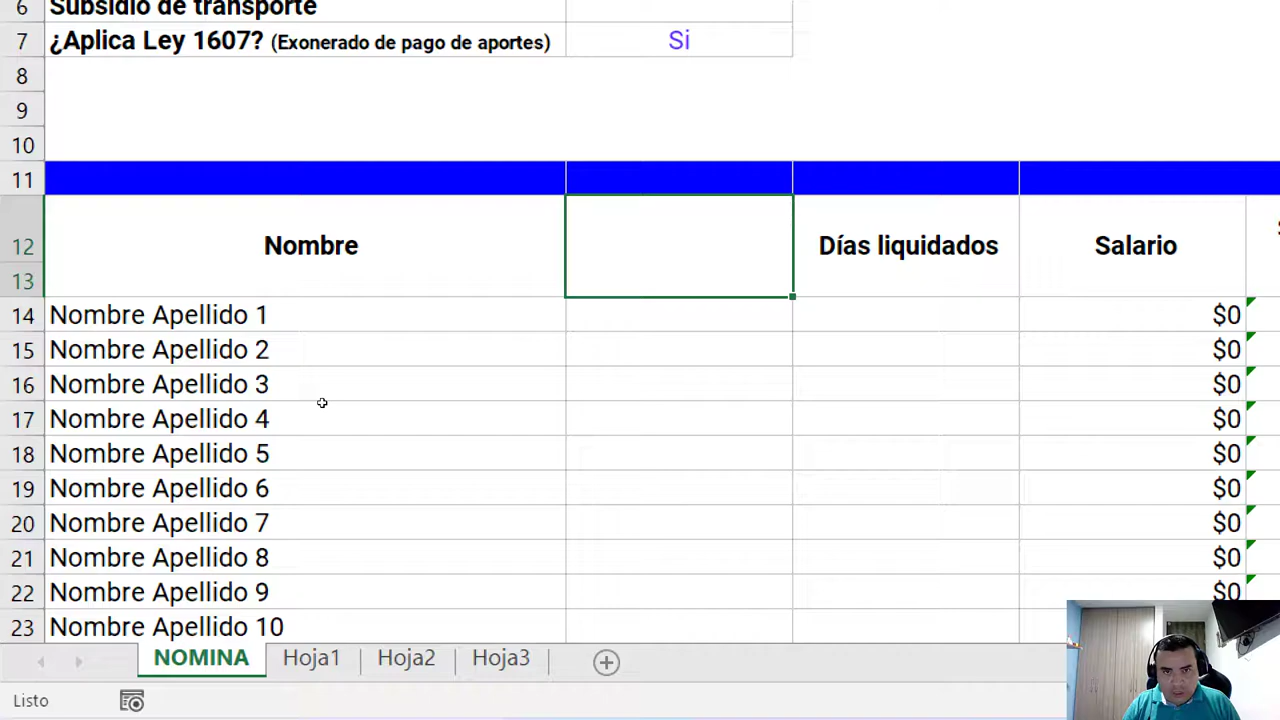 6 Subsidio de transporte
7 ¿Aplica Ley 1607? (Exonerado de pago de aportes) Si
8
9
10
11
12 Nombre Días liquidados Salario
13
14 Nombre Apellido 1 $0
15 Nombre Apellido 2 $0
16 Nombre Apellido 3 $0
17 Nombre Apellido 4 $0
18 Nombre Apellido 5 $0
19 Nombre Apellido 6 $0
20 Nombre Apellido 7 $0
21 Nombre Apellido 8 $0
22 Nombre Apellido 9 $0
23 Nombre Apellido 10
NOMINA Hoja1 Hoja2 Hoja3
Listo